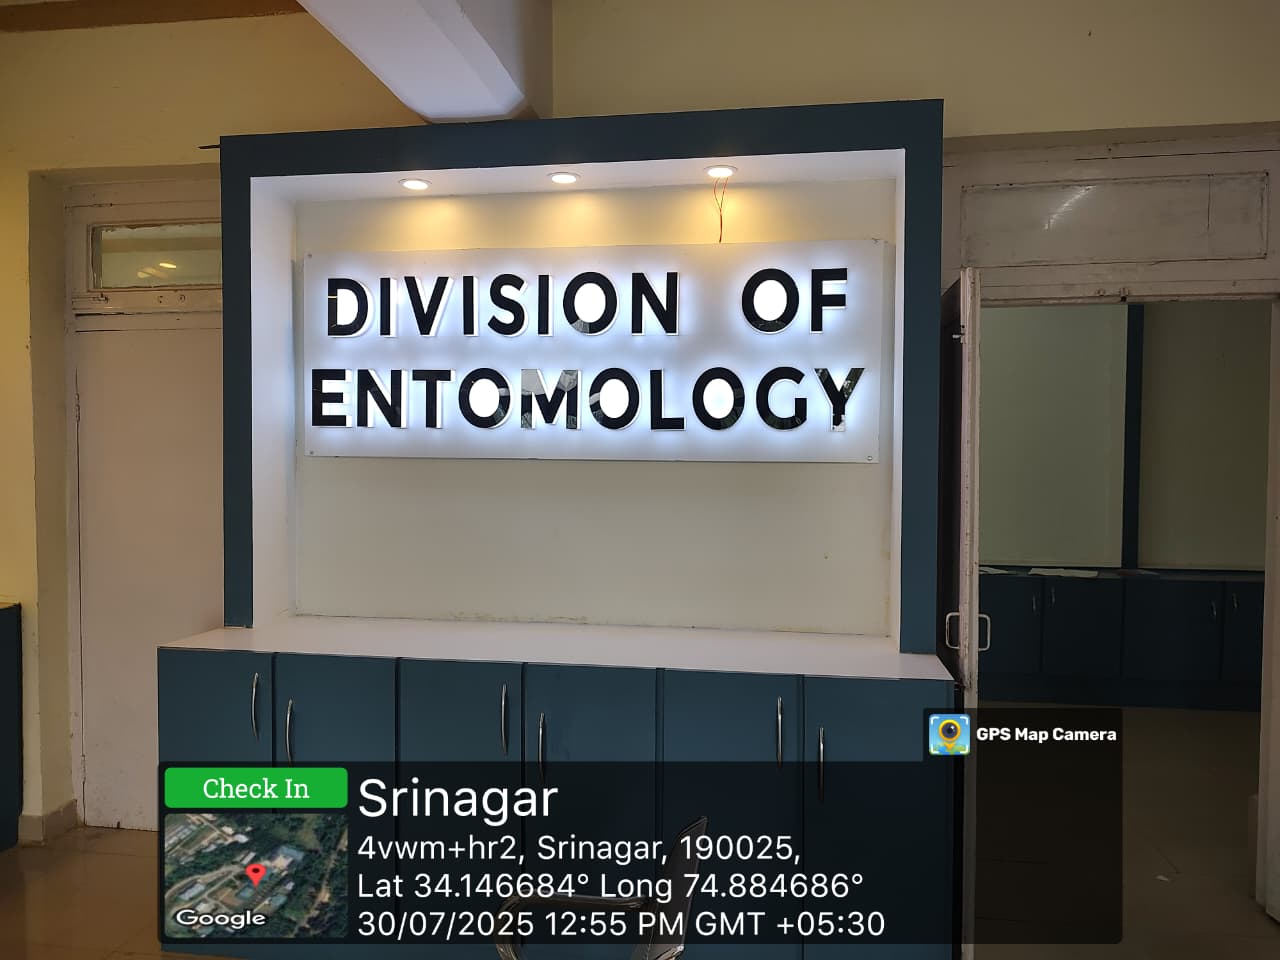 DIVISION OF
ENTOMOLOGY
GPS Map Camera
Check In
Srinagar
4vwm+hr2, Srinagar, 190025,
Lat 34.146684° Long 74.884686°
30/07/2025 12:55 PM GMT +05:30
Google